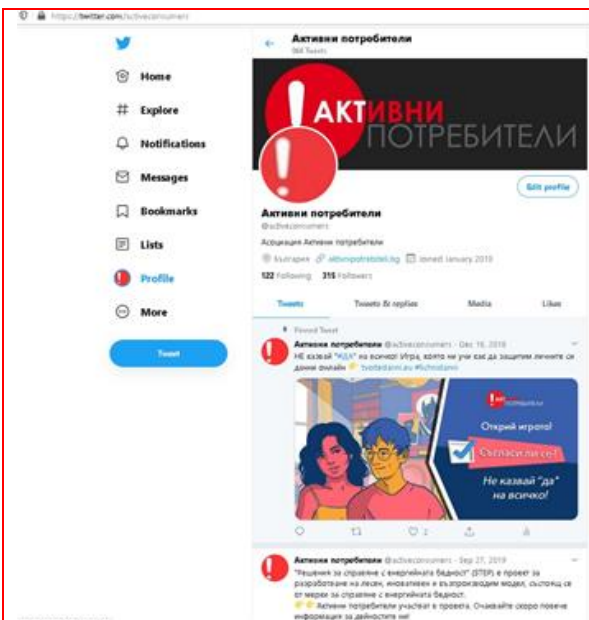 https://twitter.com/activeconsumers
Активни потребители
Tweets
Home
Explore
Notifications
Messages
Bookmarks
Lists
Profile
More
Tweet
АКТИВНИ
ПОТРЕБИТЕЛИ
Edit profile
Активни потребители
@activeconsumers
Асоциация Активни потребители
България aktivnipotrebiteli.bg Joined January 2010
122 Following 315 Followers
Tweets Tweets & replies Media Likes
Pinned Tweet
Активни потребители @activeconsumers · Dec 16, 2019
НЕ казвай "#ДА" на всичко! Игра, която ни учи как да защитим личните си
данни онлайн tvoitedanni.eu #lichnidanni
АКТИВНИ
ПОТРЕБИТЕЛИ
Открий играта!
Съгласи ли се?
Не казвай "да"
на всичко!
2
Активни потребители @activeconsumers · Sep 27, 2019
"Решения за справяне с енергийната бедност" (STEP) е проект за
разработване на лесен, иновативен и възпроизводим модел, състоящ се
от мерки за справяне с енергийната бедност.
Активни потребители участват в проекта. Очаквайте скоро повече
информация за дейностите ни!